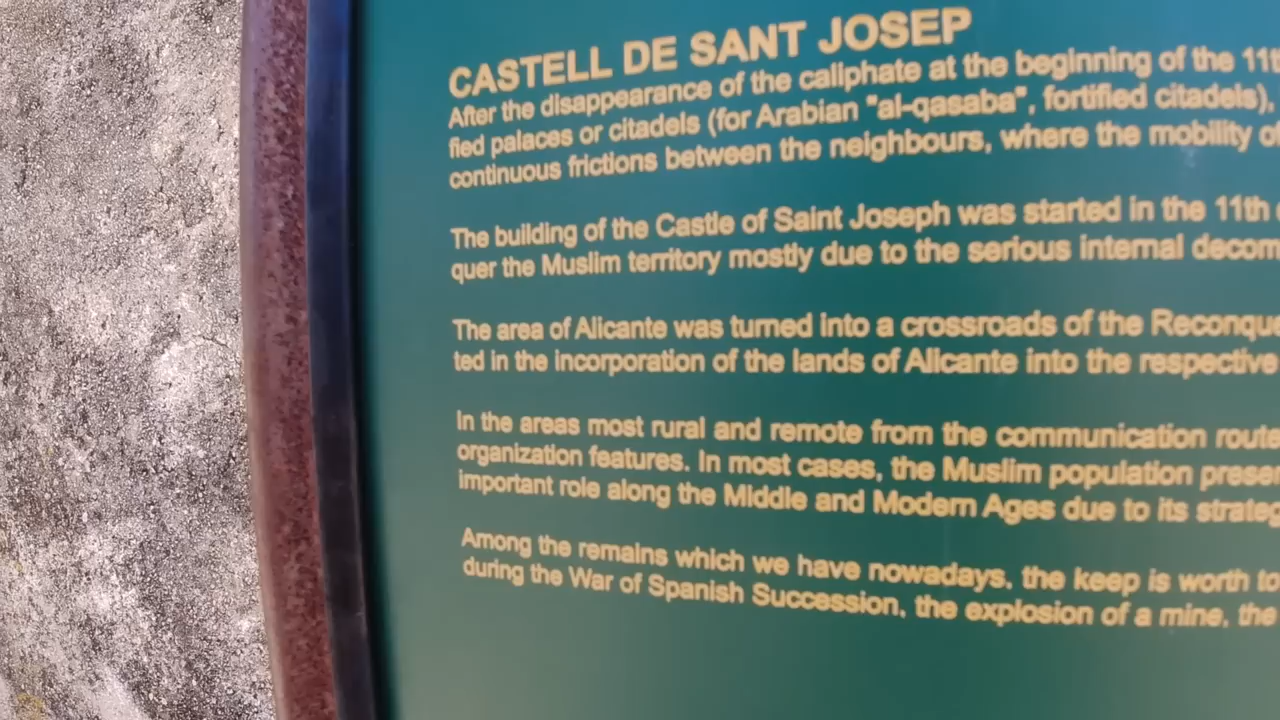 CASTELL DE SANT JOSEP
After the disappearance of the caliphate at the beginning of the 11t
fied palaces or citadels (for Arabian "al-qasaba", fortified citadels),
continuous frictions between the neighbours, where the mobility of
The building of the Castle of Saint Joseph was started in the 11th
quer the Muslim territory mostly due to the serious internal decom
The area of Alicante was turned into a crossroads of the Reconque
ted in the incorporation of the lands of Alicante into the respective
In the areas most rural and remote from the communication route
organization features. In most cases, the Muslim population preser
important role along the Middle and Modern Ages due to its strateg
Among the remains which we have nowadays, the keep is worth to
during the War of Spanish Succession, the explosion of a mine, the